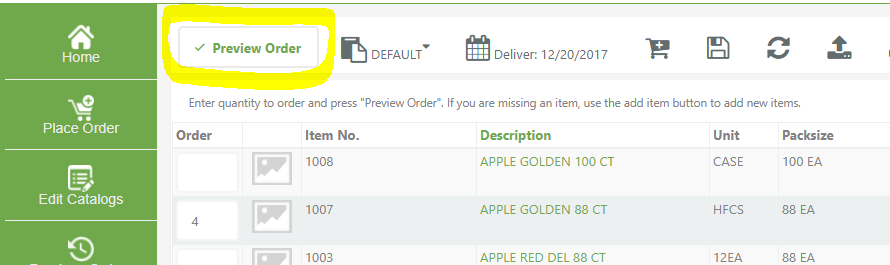 Home
Place Order
Edit Catalogs
Preview Order
DEFAULT
Deliver: 12/20/2017
Enter quantity to order and press "Preview Order". If you are missing an item, use the add item button to add new items.
Order Item No. Description Unit Packsize
1008 APPLE GOLDEN 100 CT CASE 100 EA
4 1007 APPLE GOLDEN 88 CT HFCS 88 EA
1003 APPLE RED DEL 88 CT 12EA 88 EA